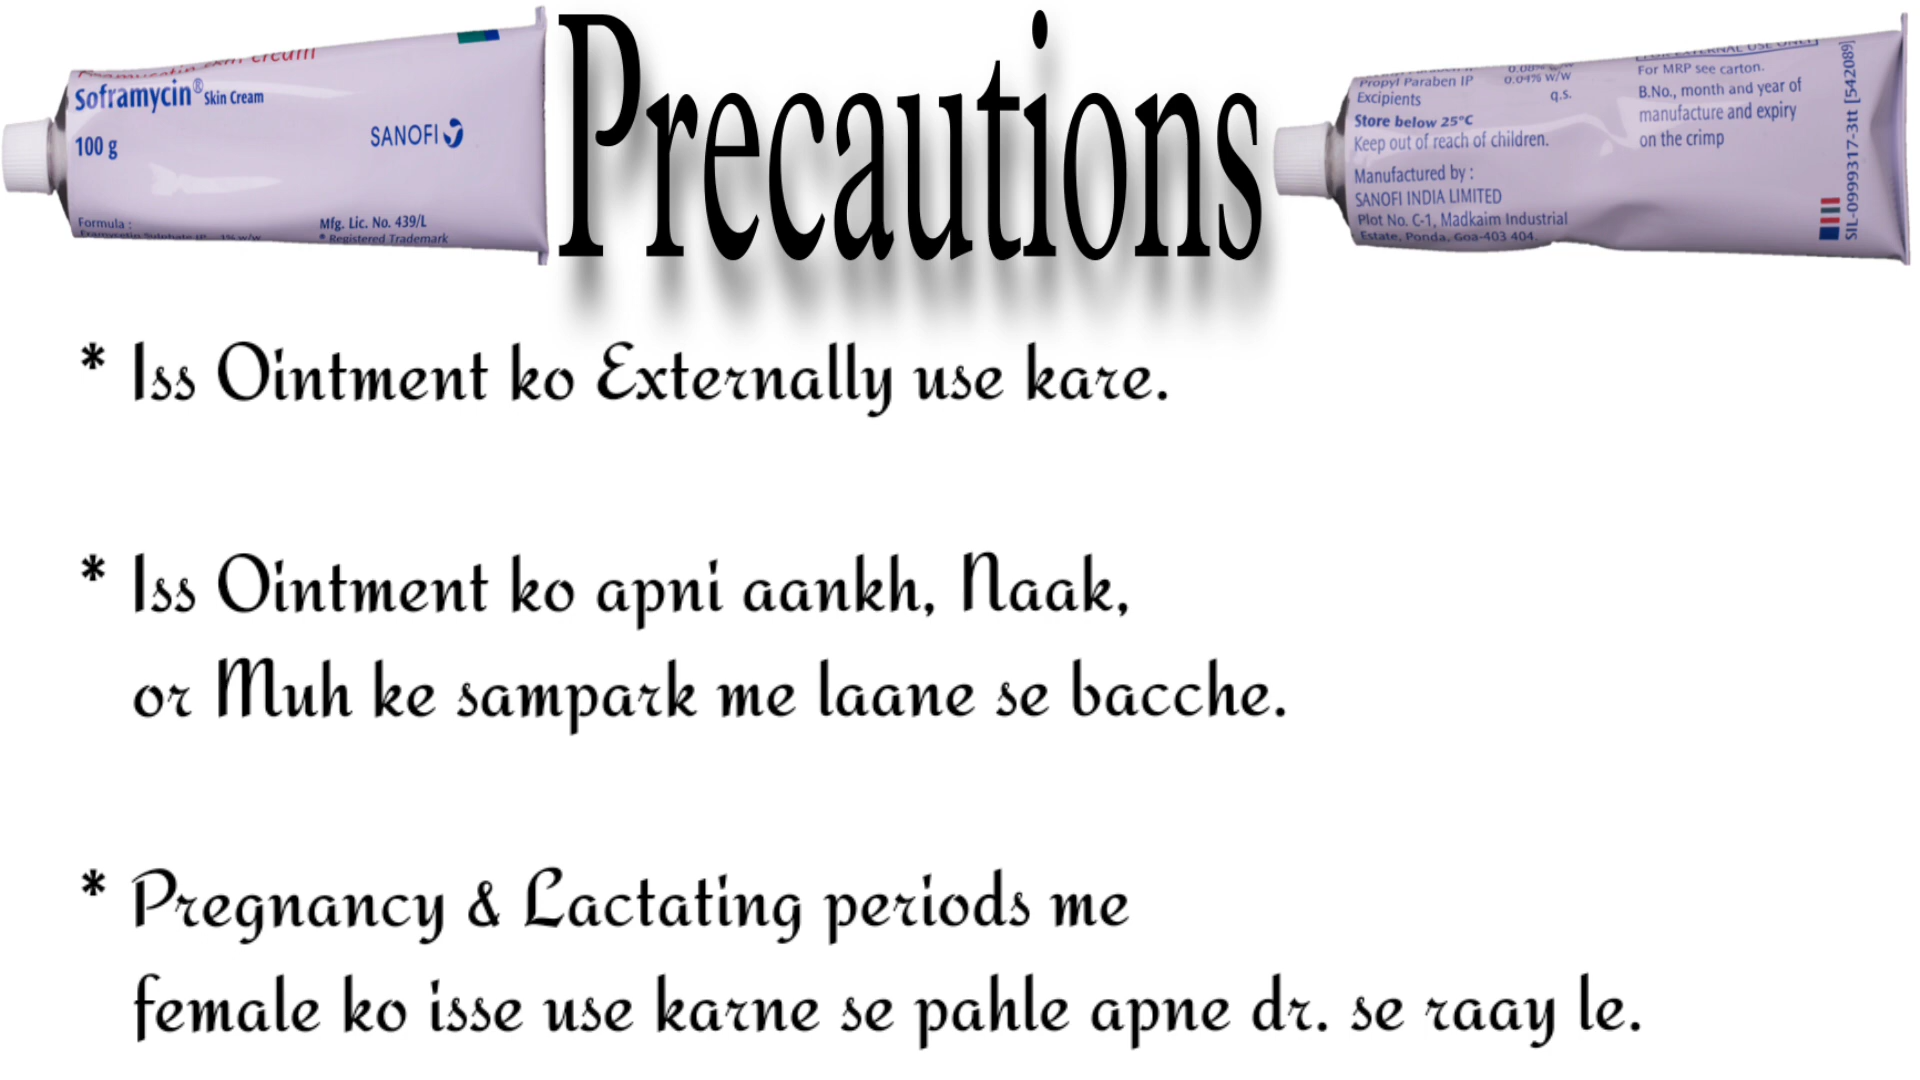 Soframycin® Skin Cream
100 g
SANOFI
Formula :
Mfg. Lic. No. 439/L
* Registered Trademark
Precautions
Propyl Paraben IP 0.04% w/w
Excipients q.s.
Store below 25°C
Keep out of reach of children.
Manufactured by :
SANOFI INDIA LIMITED
Plot No. C-1, Madkaim Industrial
Estate, Ponda, Goa-403 404.
For MRP see carton.
B.No., month and year of
manufacture and expiry
on the crimp
SIL-0999317-3tt [542089]
* Iss Ointment ko Externally use kare.
* Iss Ointment ko apni aankh, Naak,
or Muh ke sampark me laane se bacche.
* Pregnancy & Lactating periods me
female ko isse use karne se pahle apne dr. se raay le.